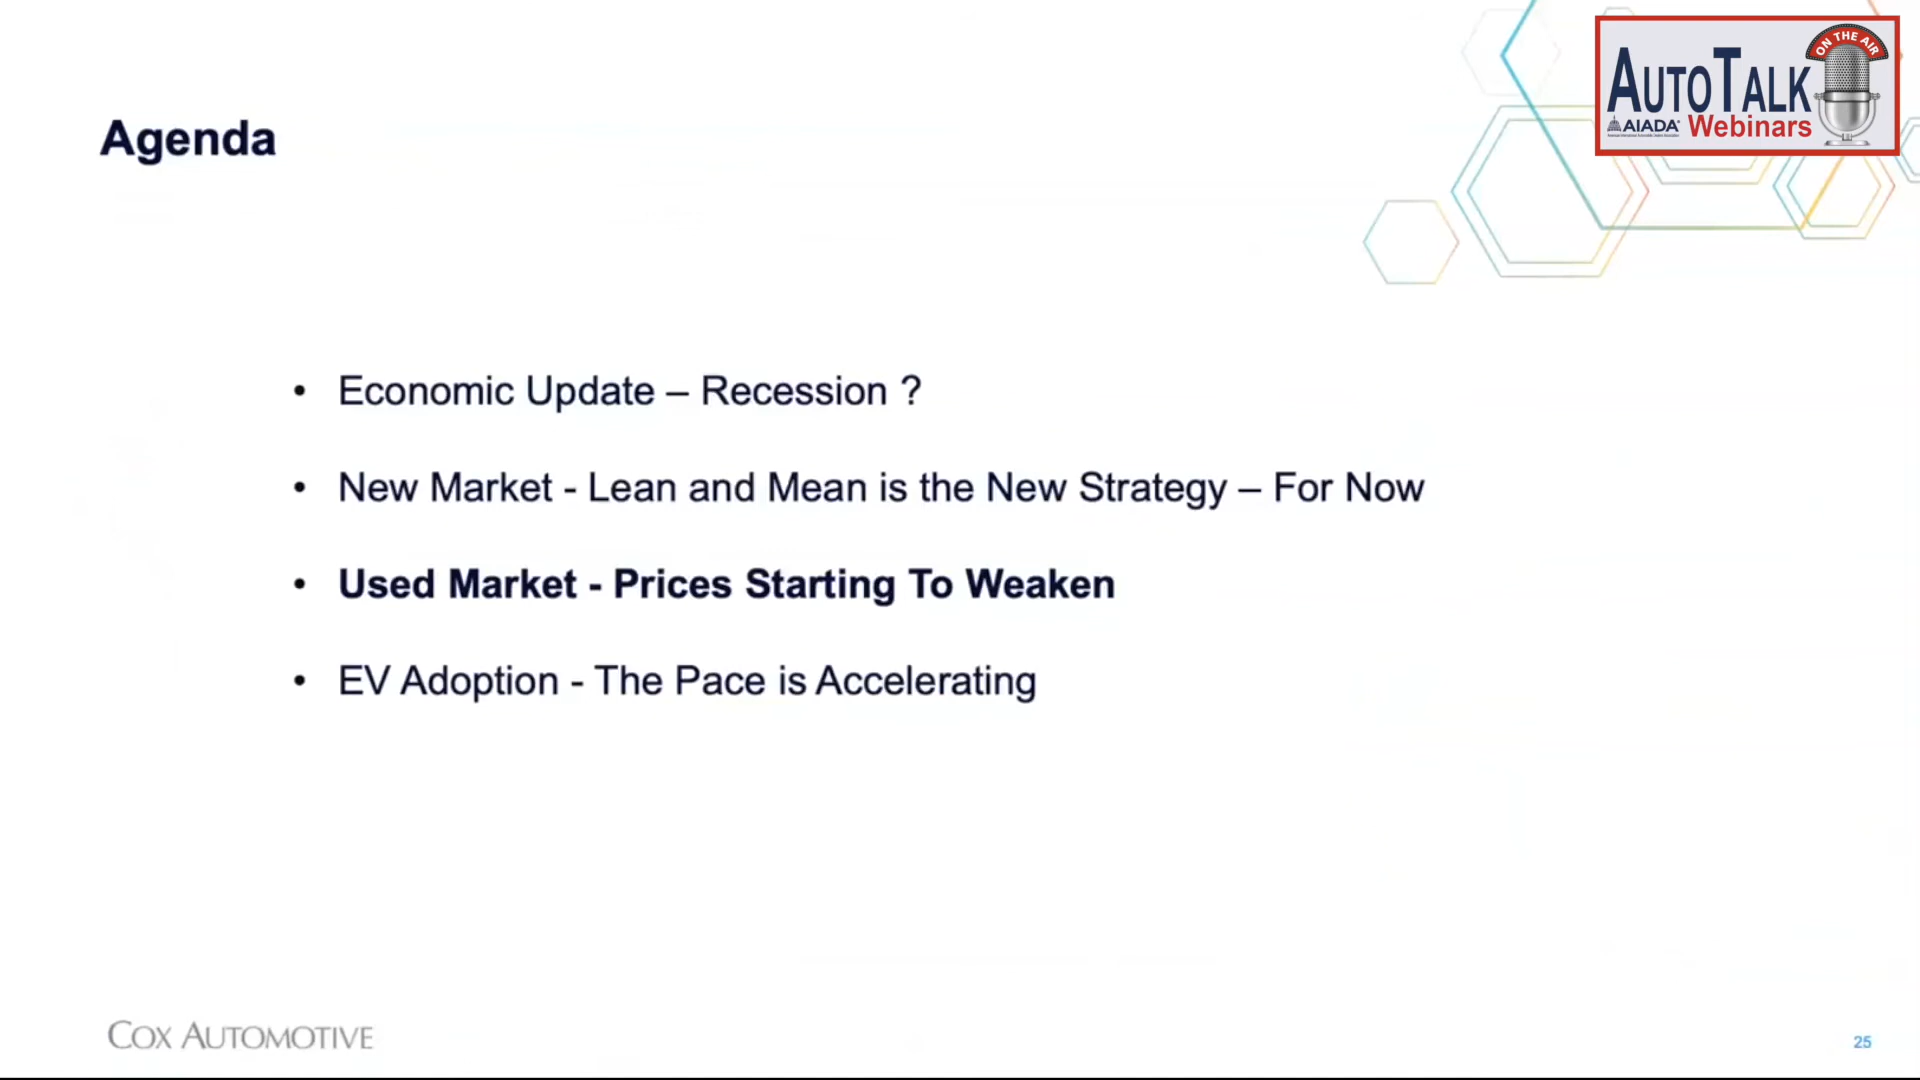 ON THE AIR
AUTOTALK
AIADA Webinars
Agenda
• Economic Update – Recession ?
• New Market - Lean and Mean is the New Strategy – For Now
• Used Market - Prices Starting To Weaken
• EV Adoption - The Pace is Accelerating
COX AUTOMOTIVE
25